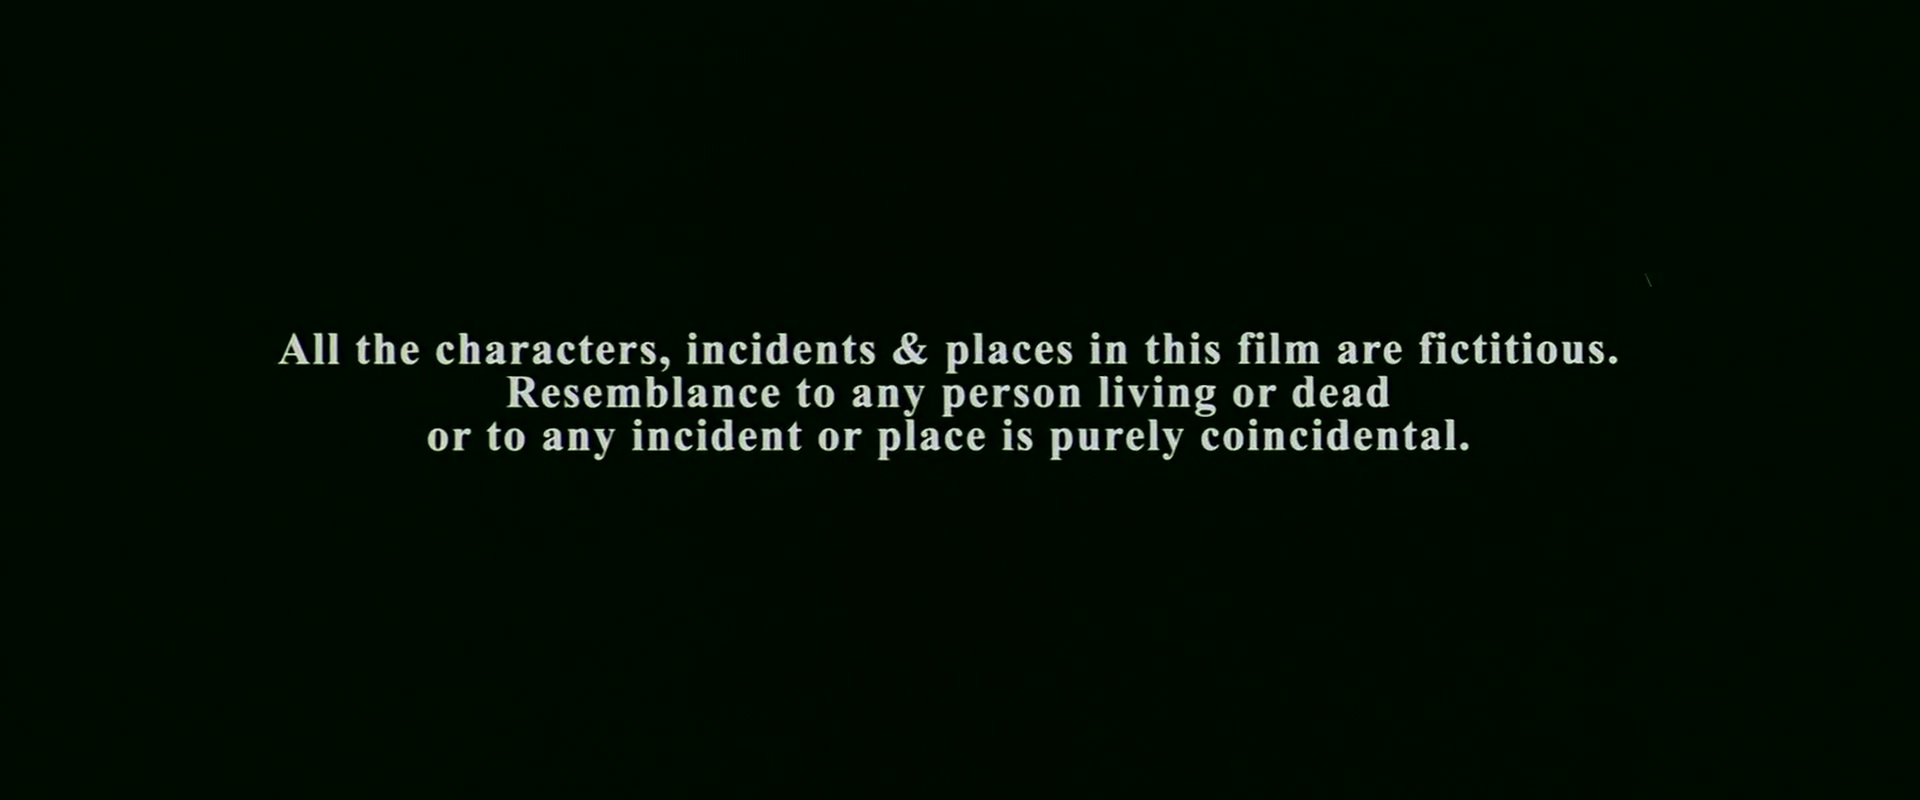 All the characters, incidents & places in this film are fictitious.
Resemblance to any person living or dead
or to any incident or place is purely coincidental.